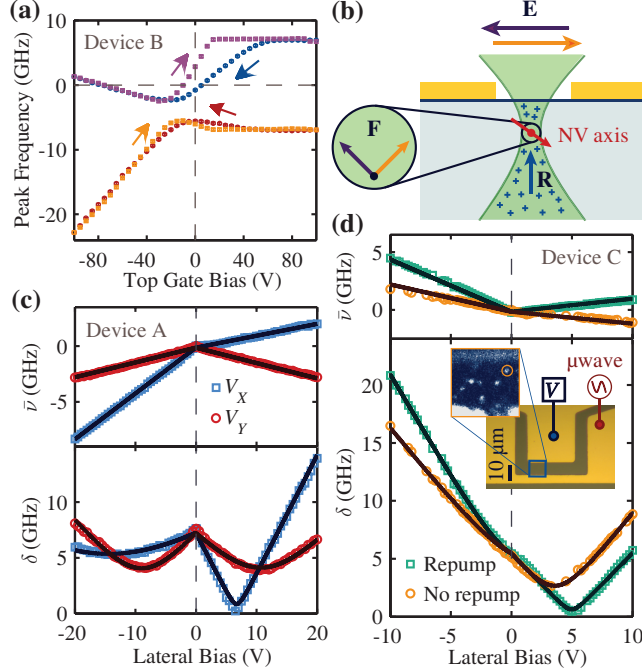 (a)
Device B
Peak Frequency (GHz)
10
0
-10
-20
-80
-40
0
40
80
Top Gate Bias (V)
(b)
E
F
NV axis
R
(c)
Device A
ν̄ (GHz)
0
-5
V_X
V_Y
δ (GHz)
10
5
0
-20
-10
0
10
20
Lateral Bias (V)
(d)
Device C
ν̄ (GHz)
5
0
μwave
V
10 μm
δ (GHz)
20
15
10
5
0
Repump
No repump
-10
-5
0
5
10
Lateral Bias (V)